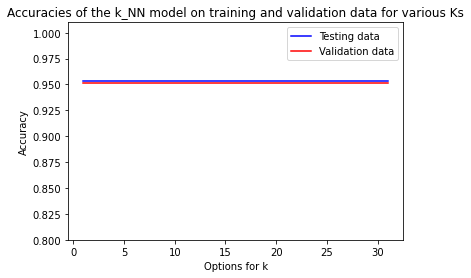 Accuracies of the k_NN model on training and validation data for various Ks
1.000
0.975
0.950
0.925
0.900
0.875
0.850
0.825
0.800
Accuracy
Testing data
Validation data
0 5 10 15 20 25 30
Options for k